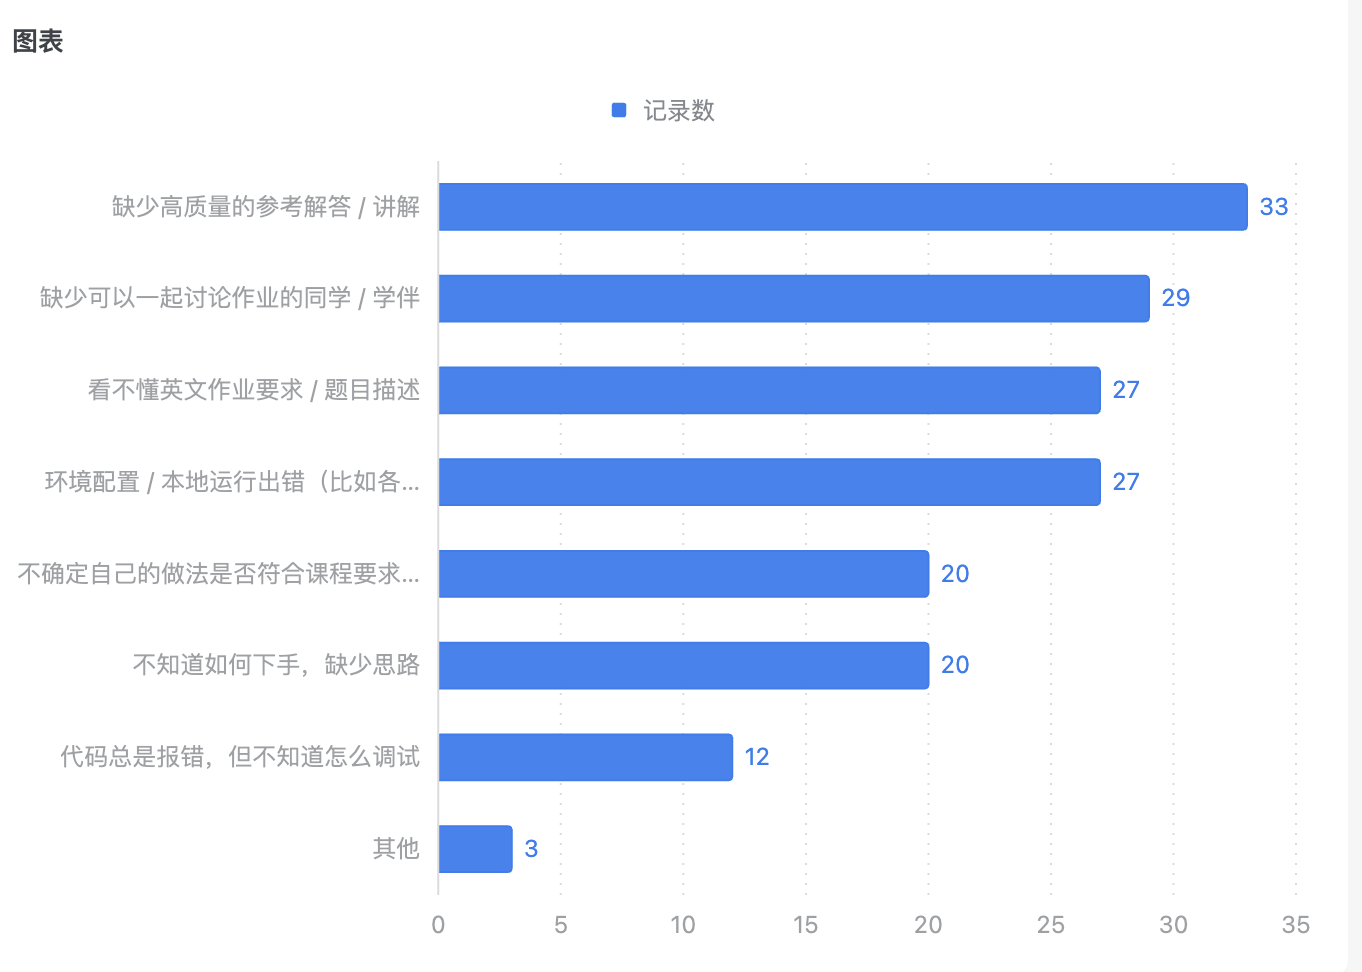 图表
记录数
缺少高质量的参考解答 / 讲解
33
缺少可以一起讨论作业的同学 / 学伴
29
看不懂英文作业要求 / 题目描述
27
环境配置 / 本地运行出错（比如各...
27
不确定自己的做法是否符合课程要求...
20
不知道如何下手，缺少思路
20
代码总是报错，但不知道怎么调试
12
其他
3
0 5 10 15 20 25 30 35